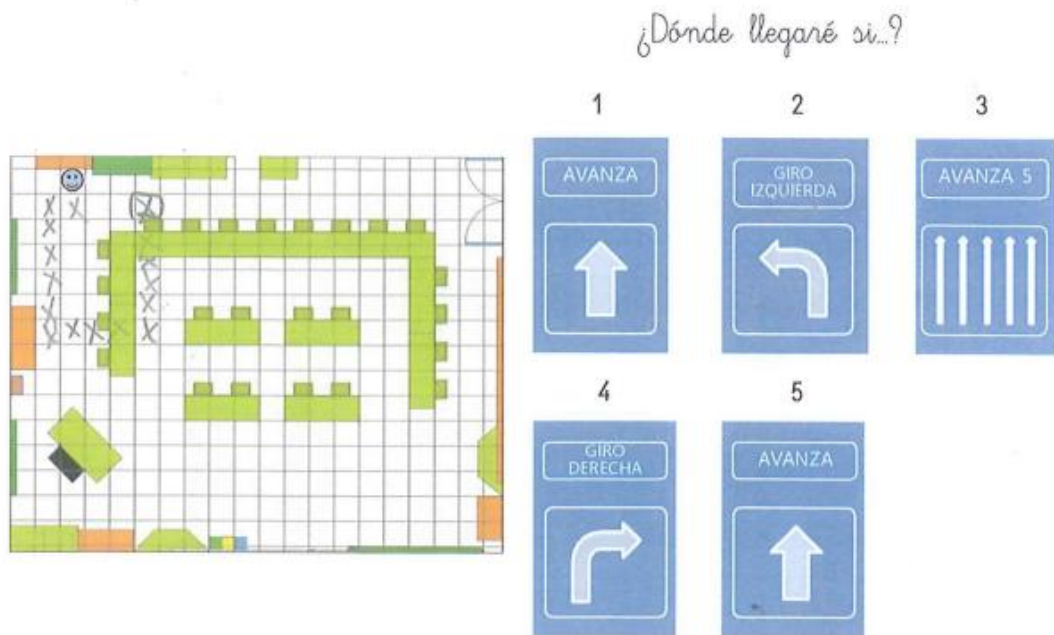 ¿Dónde llegaré si...?
1
2
3
AVANZA
GIRO
IZQUIERDA
AVANZA 5
4
5
GIRO
DERECHA
AVANZA